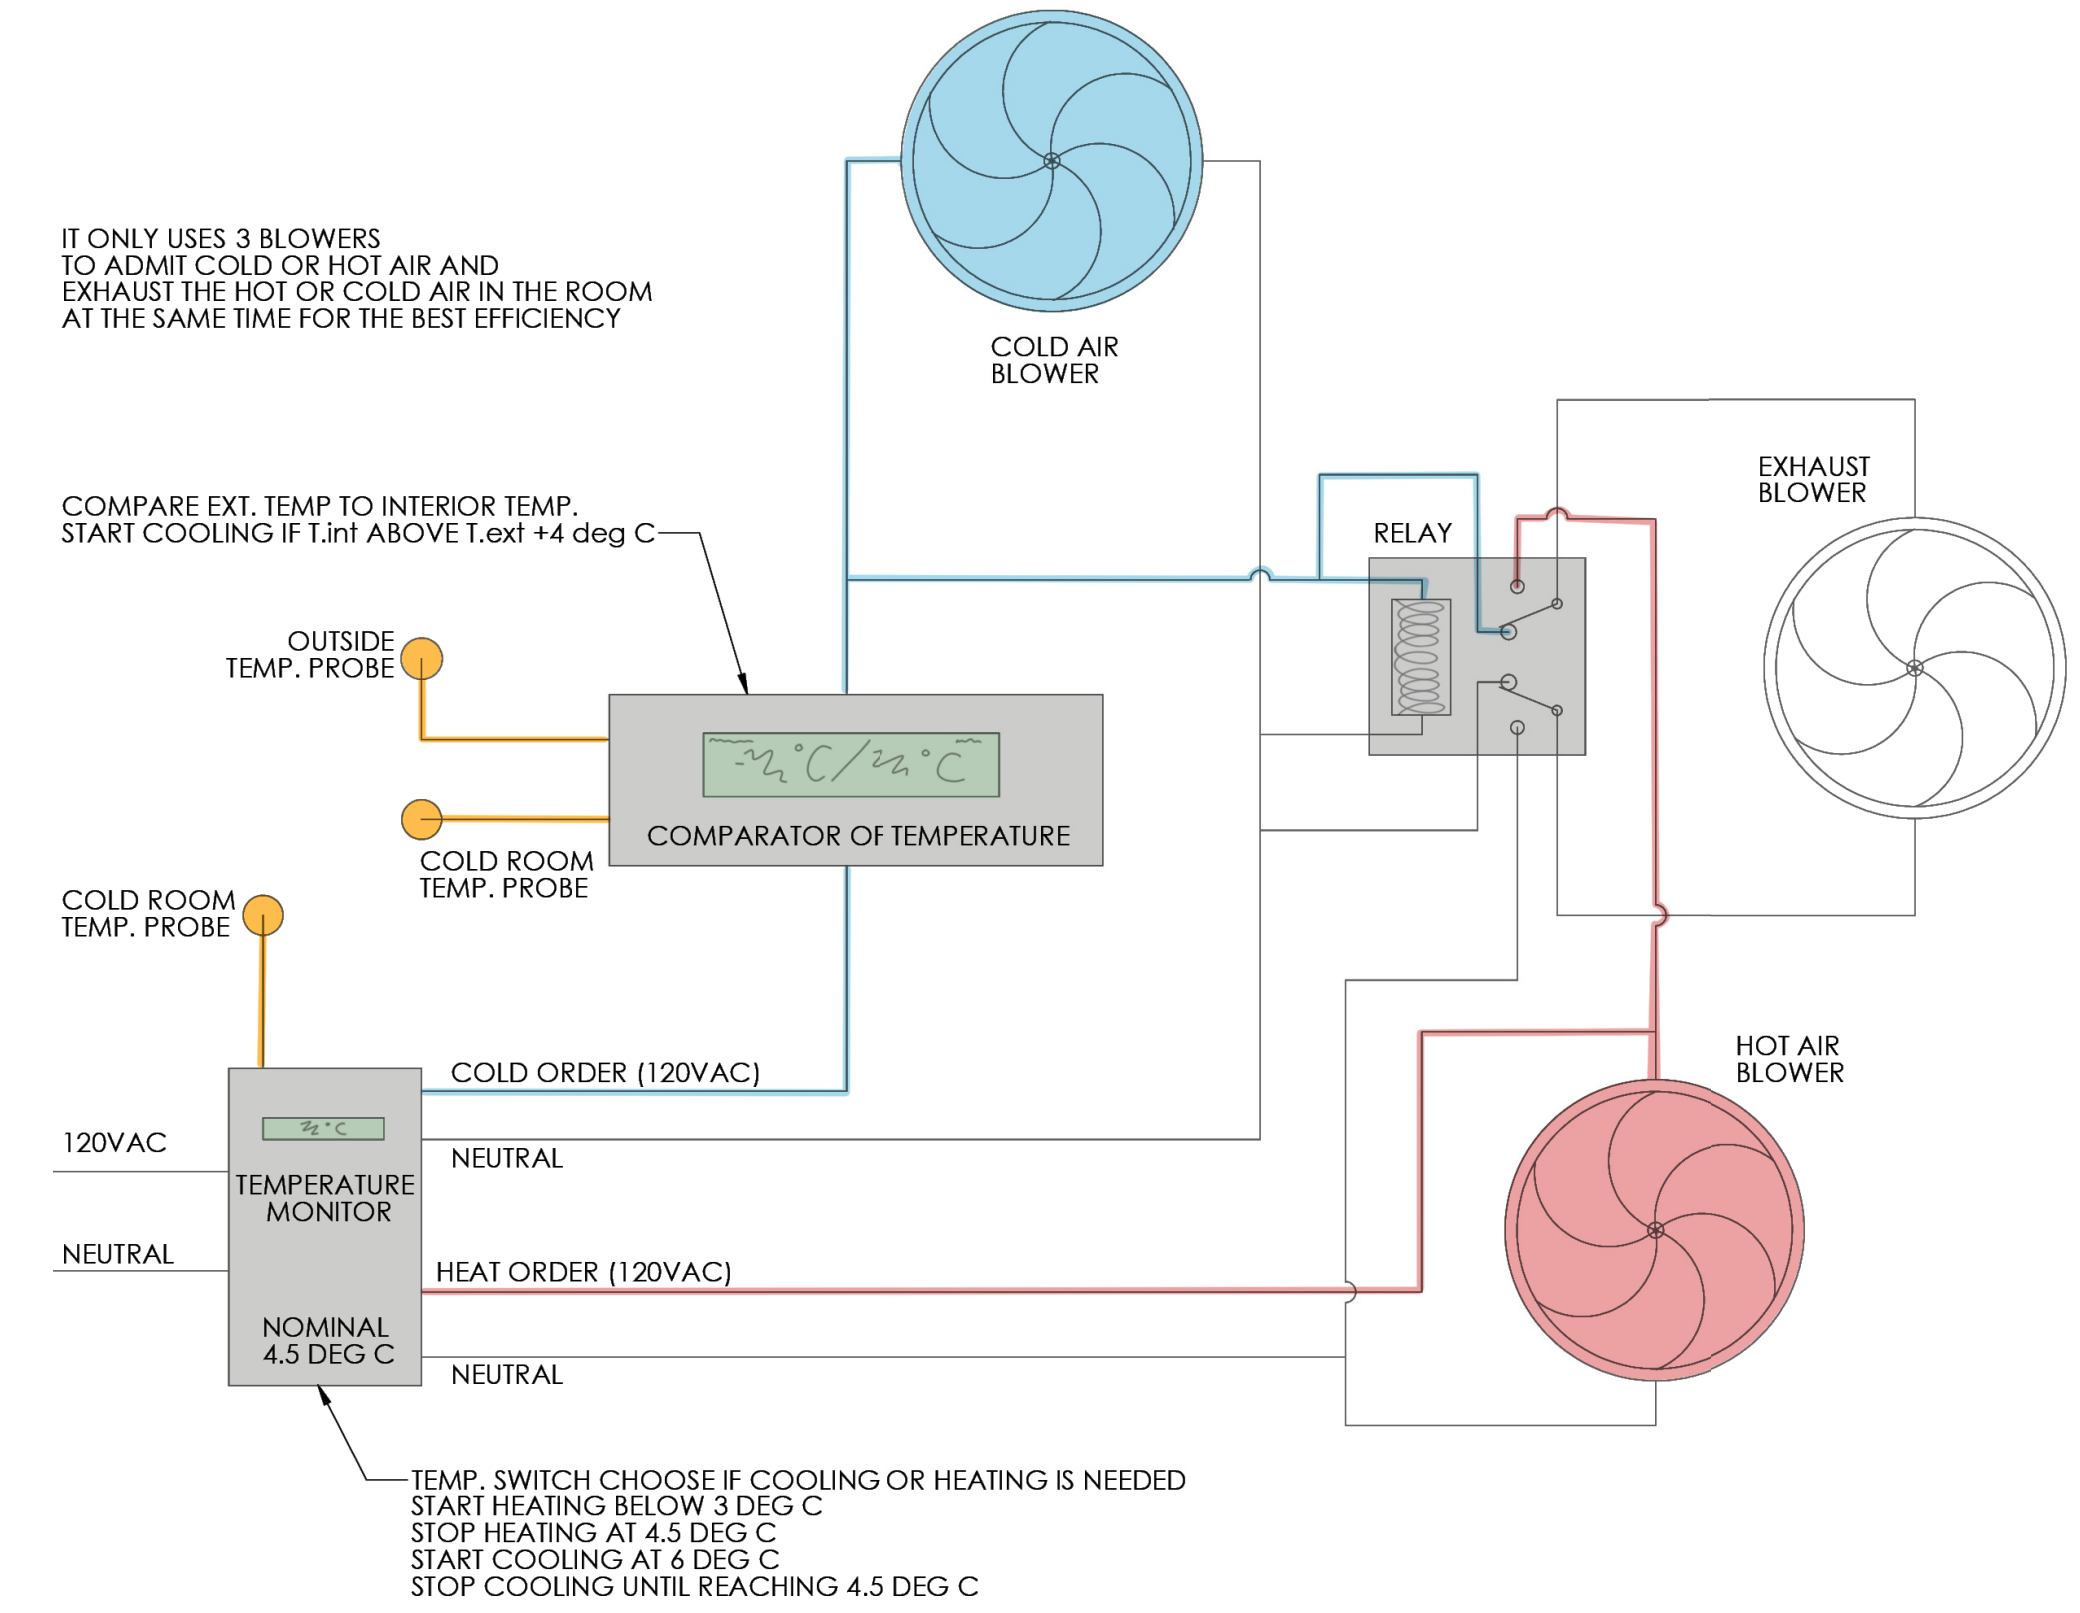 IT ONLY USES 3 BLOWERS
TO ADMIT COLD OR HOT AIR AND
EXHAUST THE HOT OR COLD AIR IN THE ROOM
AT THE SAME TIME FOR THE BEST EFFICIENCY
COLD AIR
BLOWER
COMPARE EXT. TEMP TO INTERIOR TEMP.
START COOLING IF T.int ABOVE T.ext +4 deg C
RELAY
EXHAUST
BLOWER
OUTSIDE
TEMP. PROBE
°C/ °C
COMPARATOR OF TEMPERATURE
COLD ROOM
TEMP. PROBE
COLD ROOM
TEMP. PROBE
COLD ORDER (120VAC)
HOT AIR
BLOWER
°C
120VAC
NEUTRAL
TEMPERATURE
MONITOR
NEUTRAL
HEAT ORDER (120VAC)
NOMINAL
4.5 DEG C
NEUTRAL
TEMP. SWITCH CHOOSE IF COOLING OR HEATING IS NEEDED
START HEATING BELOW 3 DEG C
STOP HEATING AT 4.5 DEG C
START COOLING AT 6 DEG C
STOP COOLING UNTIL REACHING 4.5 DEG C